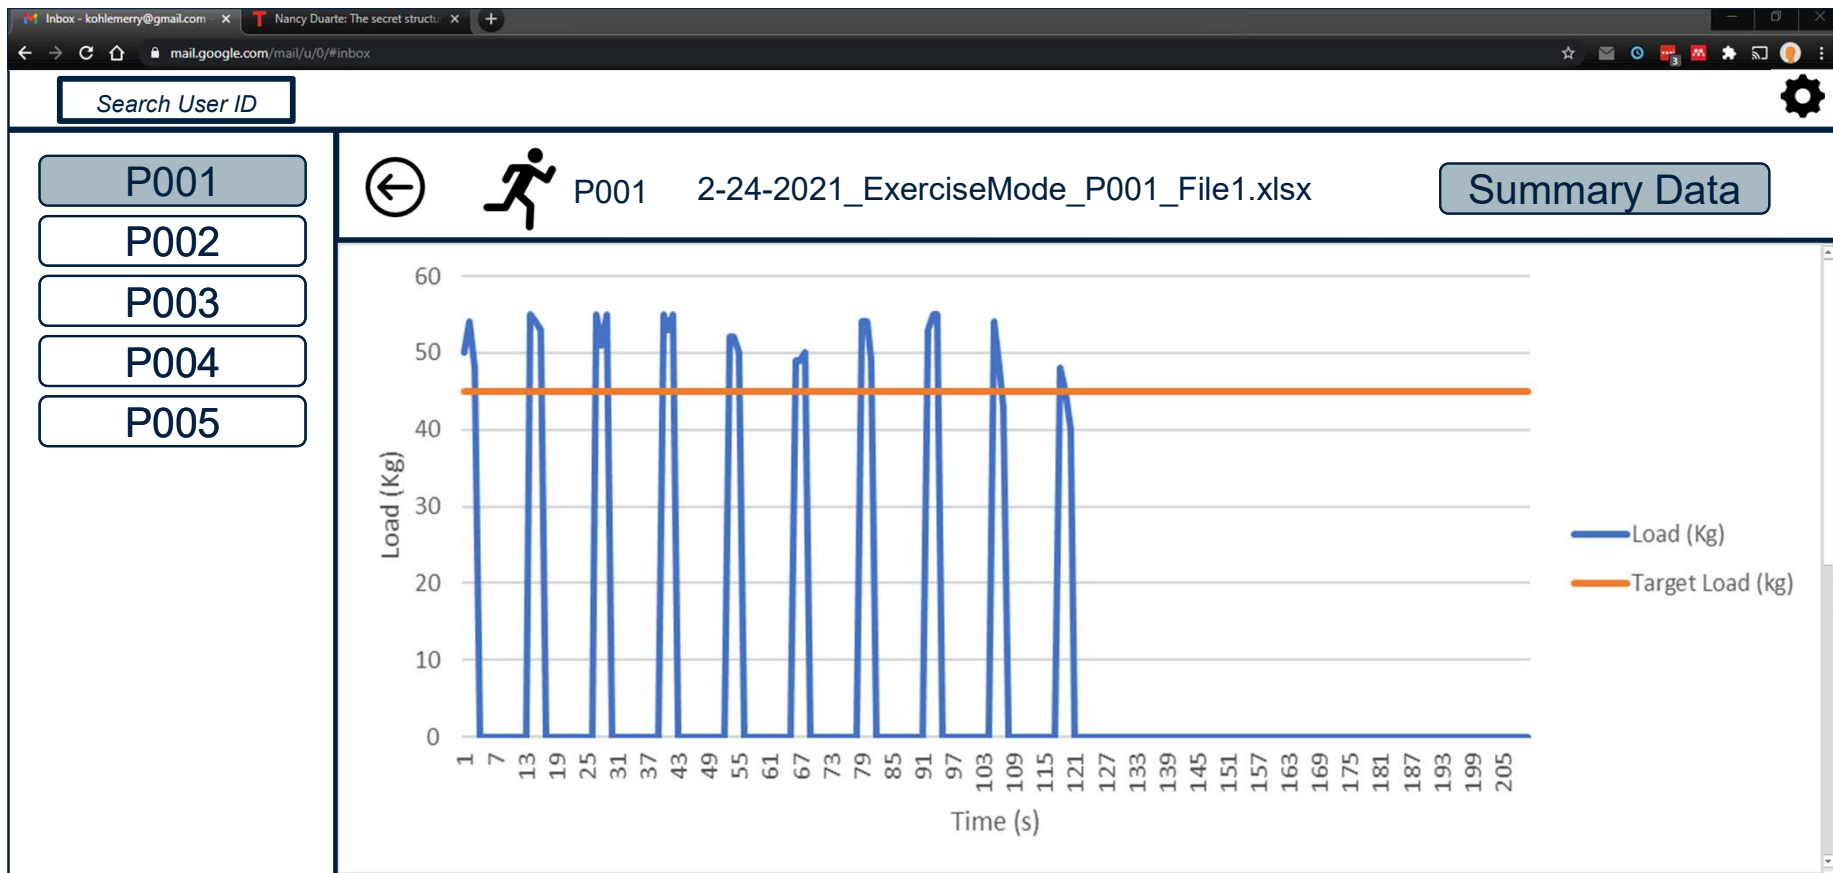 Inbox - kohlemerry@gmail.com - 
Nancy Duarte: The secret structu
mail.google.com/mail/u/0/#inbox
3
Search User ID
P001
P002
P003
P004
P005
P001 2-24-2021_ExerciseMode_P001_File1.xlsx Summary Data
60
50
40
30
20
10
0
Load (Kg)
1 7 13 19 25 31 37 43 49 55 61 67 73 79 85 91 97 103 109 115 121 127 133 139 145 151 157 163 169 175 181 187 193 199 205
Time (s)
Load (Kg)
Target Load (kg)